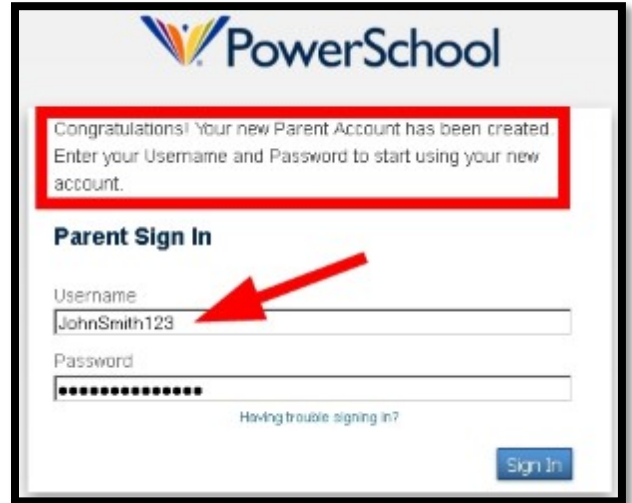 PowerSchool
Congratulations! Your new Parent Account has been created.
Enter your Username and Password to start using your new
account.
Parent Sign In
Username
JohnSmith123
Password
••••••••••••••
Having trouble signing in?
Sign In